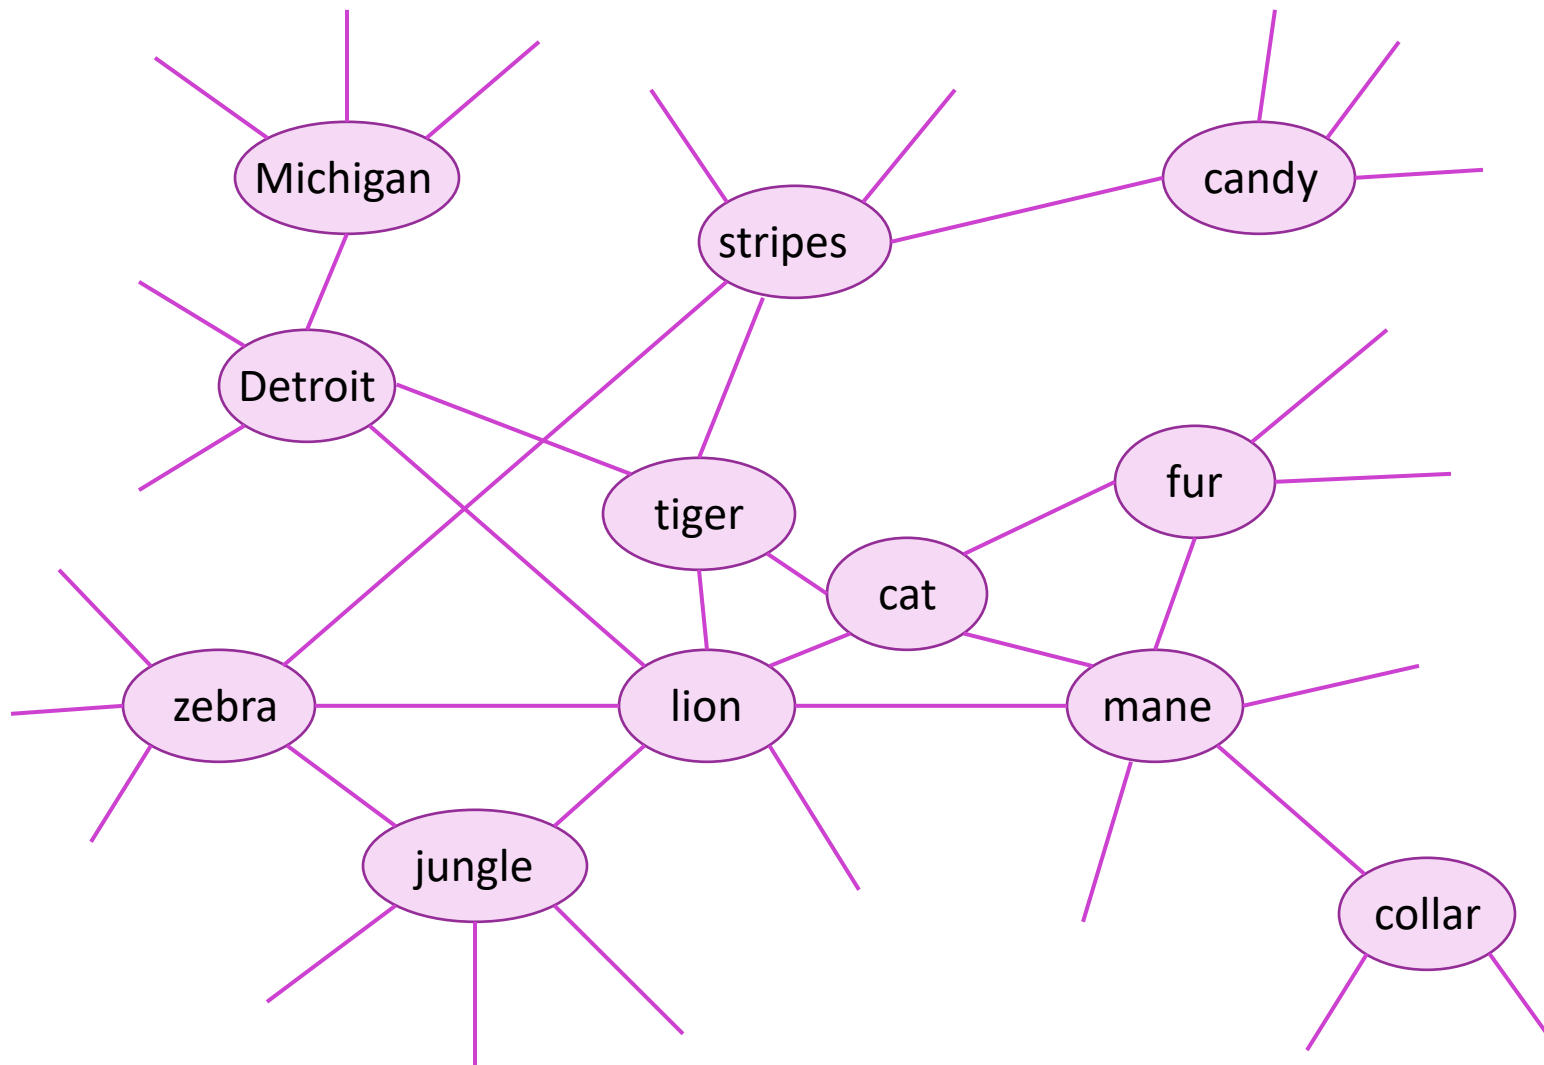 Michigan
candy
stripes
Detroit
fur
tiger
cat
zebra
lion
mane
jungle
collar